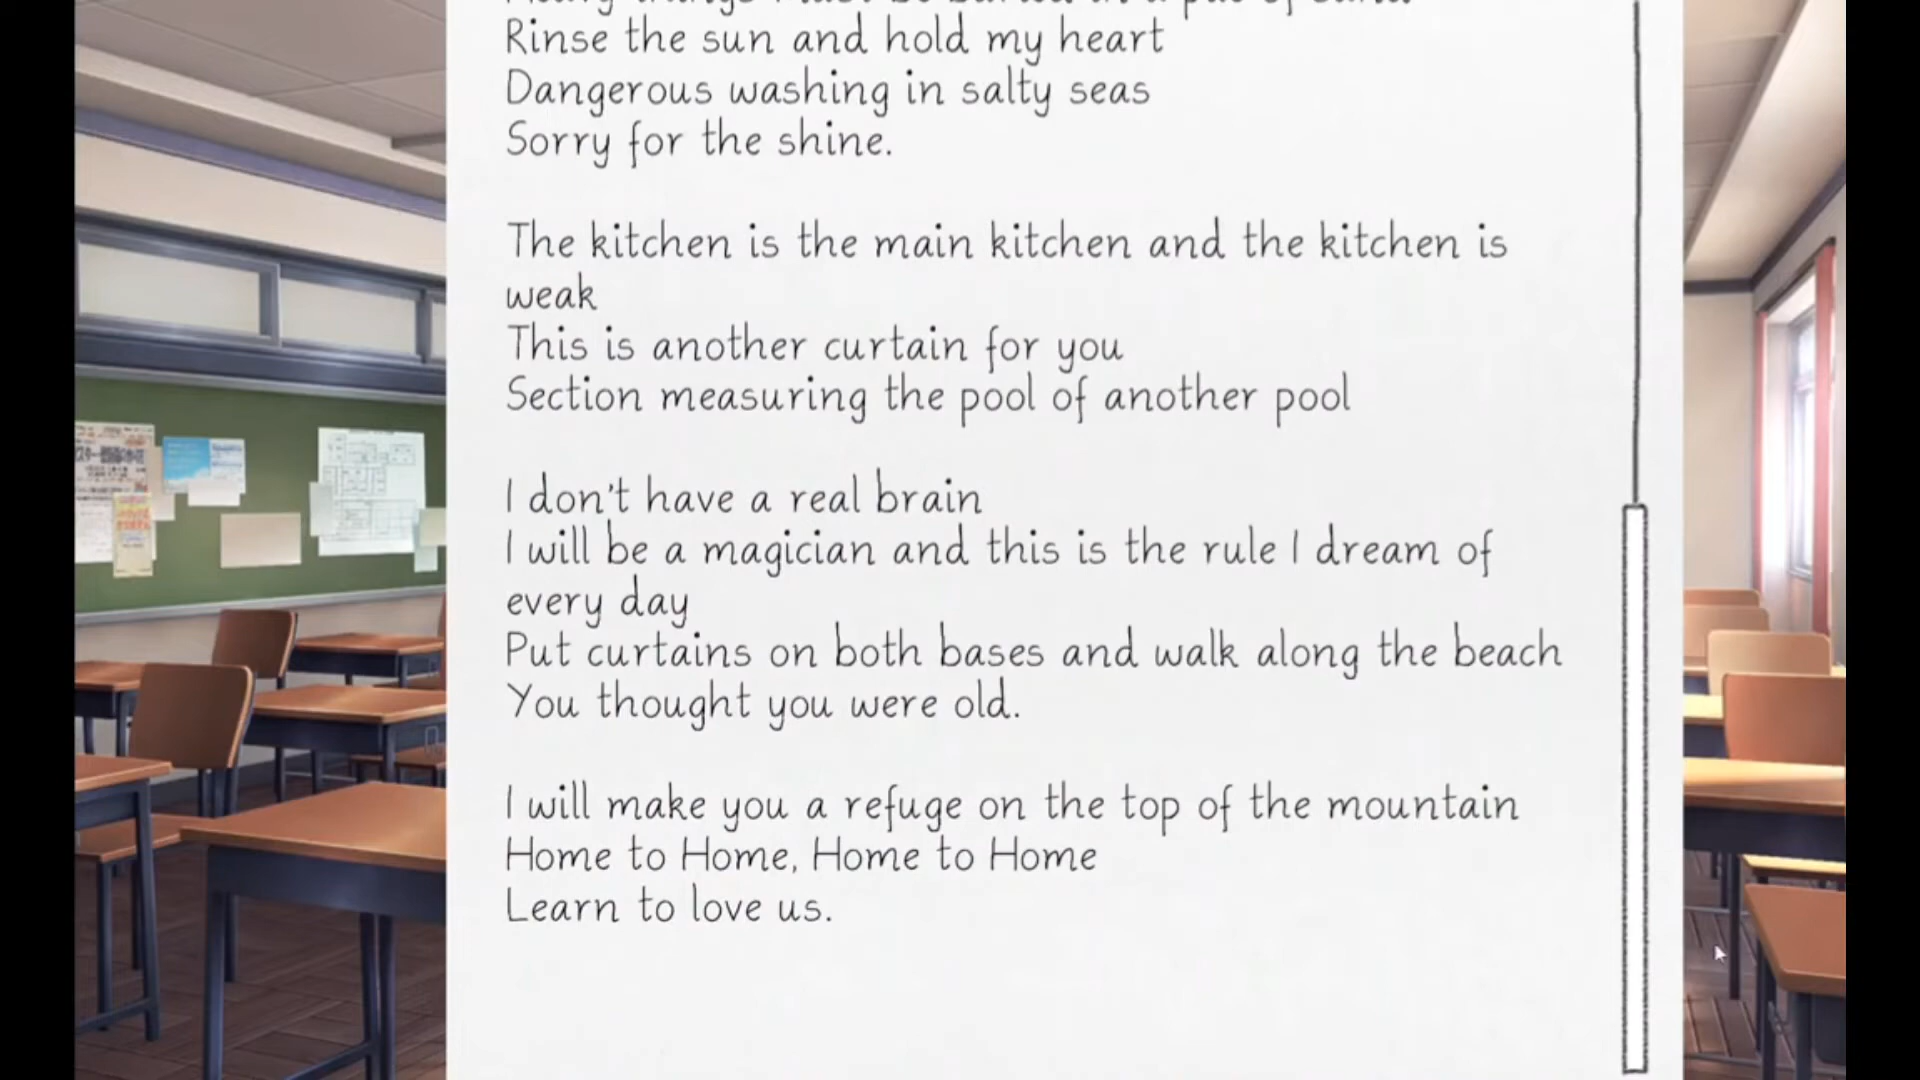 Rinse the sun and hold my heart
Dangerous washing in salty seas
Sorry for the shine.
The kitchen is the main kitchen and the kitchen is
weak
This is another curtain for you
Section measuring the pool of another pool
I don't have a real brain
I will be a magician and this is the rule I dream of
every day
Put curtains on both bases and walk along the beach
You thought you were old.
I will make you a refuge on the top of the mountain
Home to Home, Home to Home
Learn to love us.